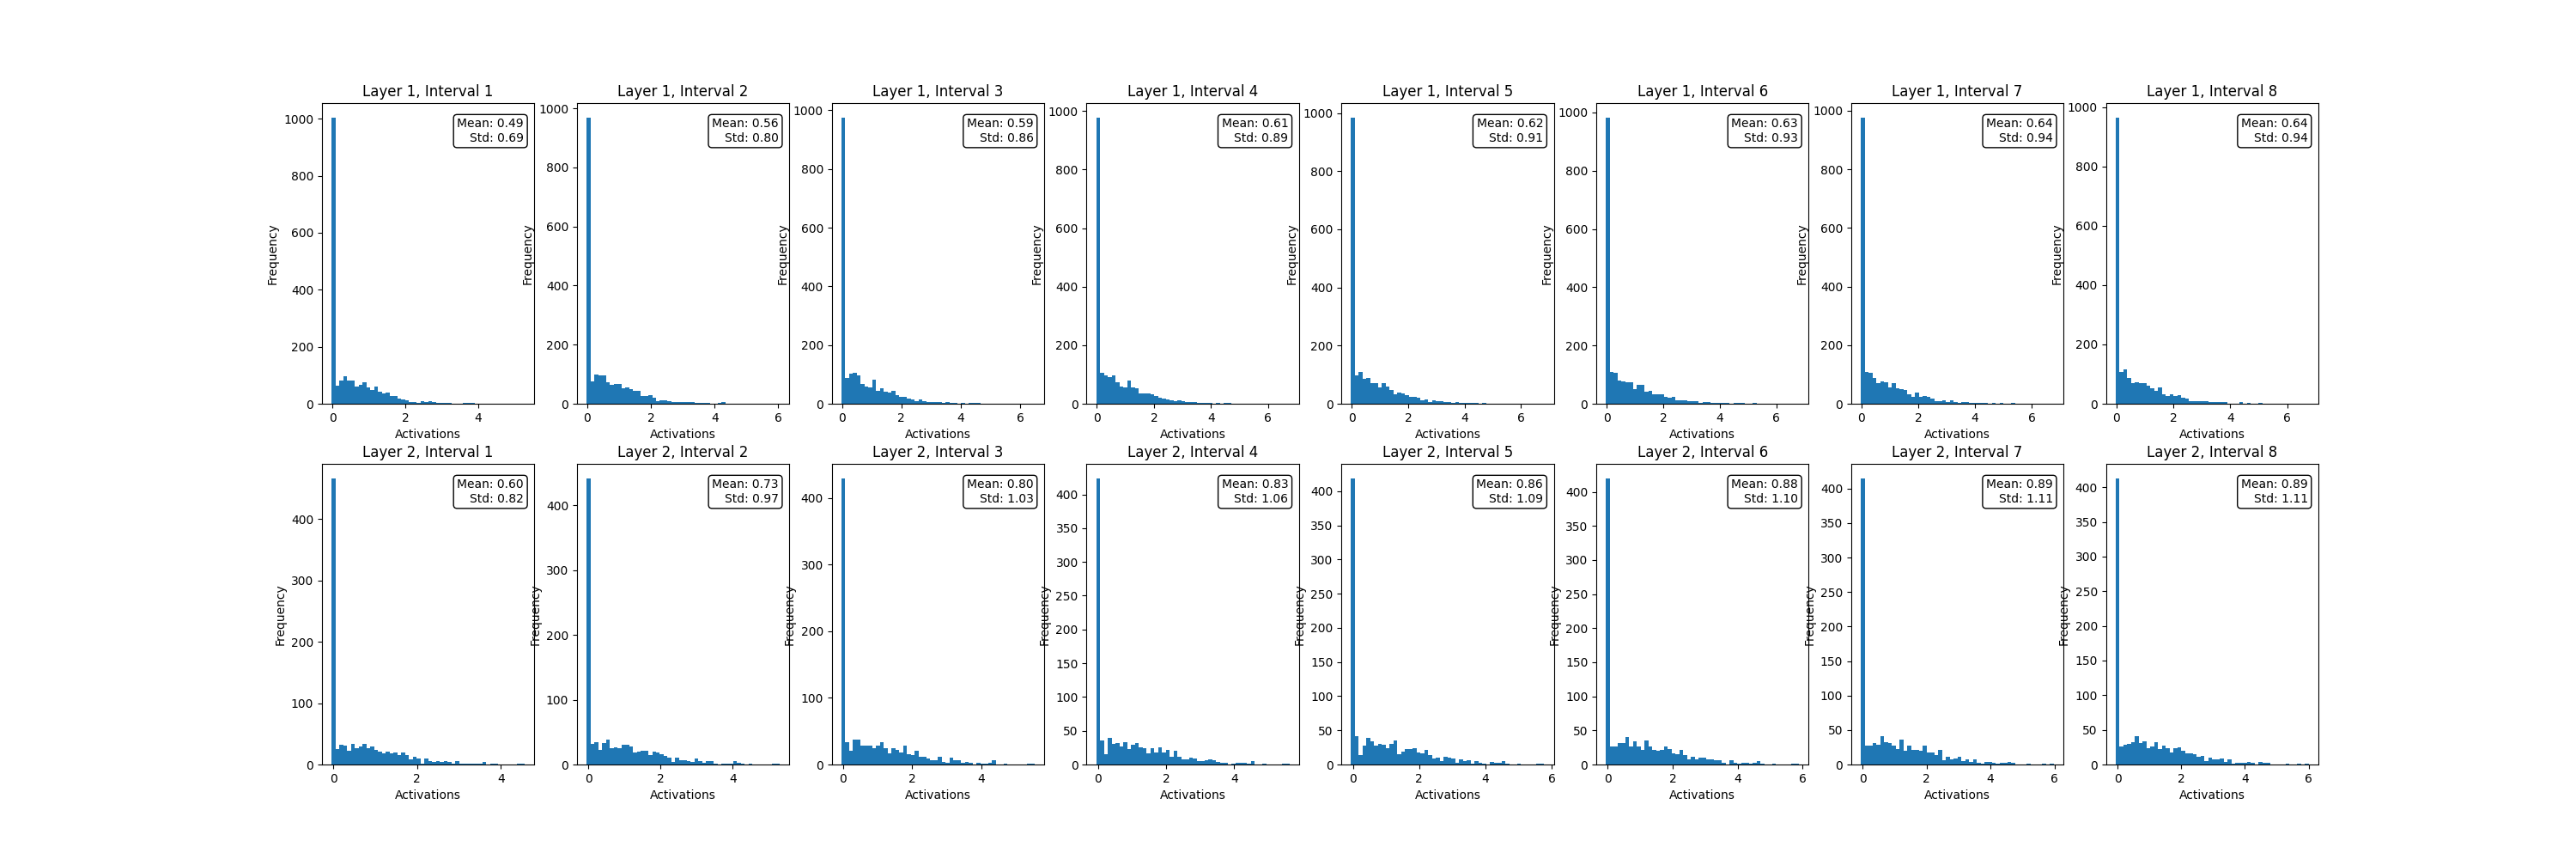 Layer 1, Interval 1
Mean: 0.49
Std: 0.69
Frequency
1000
800
600
400
200
0
0 2 4
Activations
Layer 1, Interval 2
Mean: 0.56
Std: 0.80
Frequency
1000
800
600
400
200
0
0 2 4 6
Activations
Layer 1, Interval 3
Mean: 0.59
Std: 0.86
Frequency
1000
800
600
400
200
0
0 2 4 6
Activations
Layer 1, Interval 4
Mean: 0.61
Std: 0.89
Frequency
1000
800
600
400
200
0
0 2 4 6
Activations
Layer 1, Interval 5
Mean: 0.62
Std: 0.91
Frequency
1000
800
600
400
200
0
0 2 4 6
Activations
Layer 1, Interval 6
Mean: 0.63
Std: 0.93
Frequency
1000
800
600
400
200
0
0 2 4 6
Activations
Layer 1, Interval 7
Mean: 0.64
Std: 0.94
Frequency
1000
800
600
400
200
0
0 2 4 6
Activations
Layer 1, Interval 8
Mean: 0.64
Std: 0.94
Frequency
1000
800
600
400
200
0
0 2 4 6
Activations
Layer 2, Interval 1
Mean: 0.60
Std: 0.82
Frequency
400
300
200
100
0
0 2 4
Activations
Layer 2, Interval 2
Mean: 0.73
Std: 0.97
Frequency
400
300
200
100
0
0 2 4
Activations
Layer 2, Interval 3
Mean: 0.80
Std: 1.03
Frequency
400
300
200
100
0
0 2 4
Activations
Layer 2, Interval 4
Mean: 0.83
Std: 1.06
Frequency
400
350
300
250
200
150
100
50
0
0 2 4
Activations
Layer 2, Interval 5
Mean: 0.86
Std: 1.09
Frequency
400
350
300
250
200
150
100
50
0
0 2 4 6
Activations
Layer 2, Interval 6
Mean: 0.88
Std: 1.10
Frequency
400
350
300
250
200
150
100
50
0
0 2 4 6
Activations
Layer 2, Interval 7
Mean: 0.89
Std: 1.11
Frequency
400
350
300
250
200
150
100
50
0
0 2 4 6
Activations
Layer 2, Interval 8
Mean: 0.89
Std: 1.11
Frequency
400
350
300
250
200
150
100
50
0
0 2 4 6
Activations